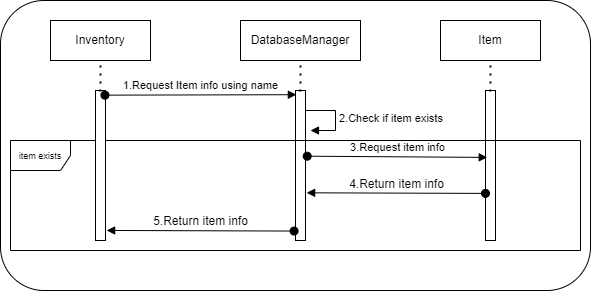 Inventory
DatabaseManager
Item
1.Request Item info using name
2.Check if item exists
item exists
3.Request item info
4.Return item info
5.Return item info